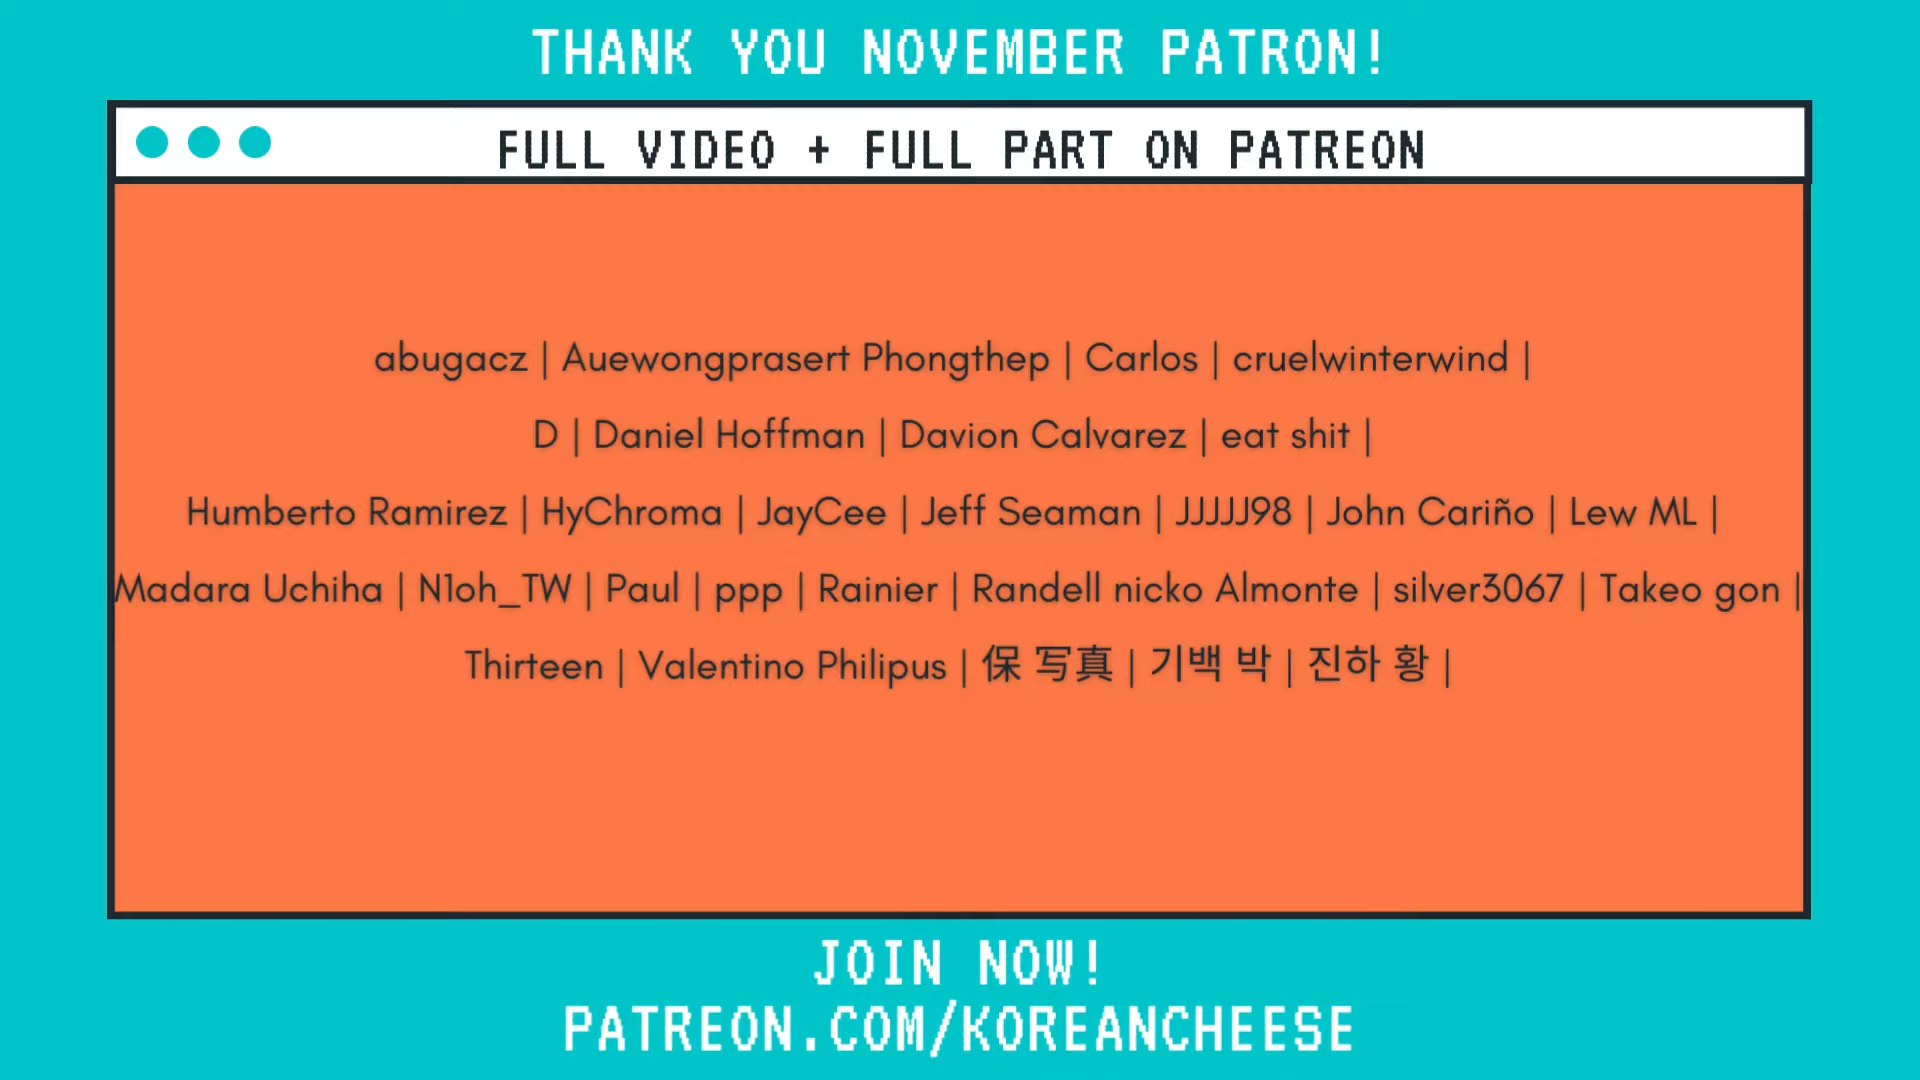 THANK YOU NOVEMBER PATRON!
FULL VIDEO + FULL PART ON PATREON
abugacz | Auewongprasert Phongthep | Carlos | cruelwinterwind |
D | Daniel Hoffman | Davion Calvarez | eat shit |
Humberto Ramirez | HyChroma | JayCee | Jeff Seaman | JJJJJ98 | John Cariño | Lew ML |
Madara Uchiha | N1oh_TW | Paul | ppp | Rainier | Randell nicko Almonte | silver3067 | Takeo gon |
Thirteen | Valentino Philipus | 保 写真 | 기백 박 | 진하 황 |
JOIN NOW!
PATREON.COM/KOREANCHEESE